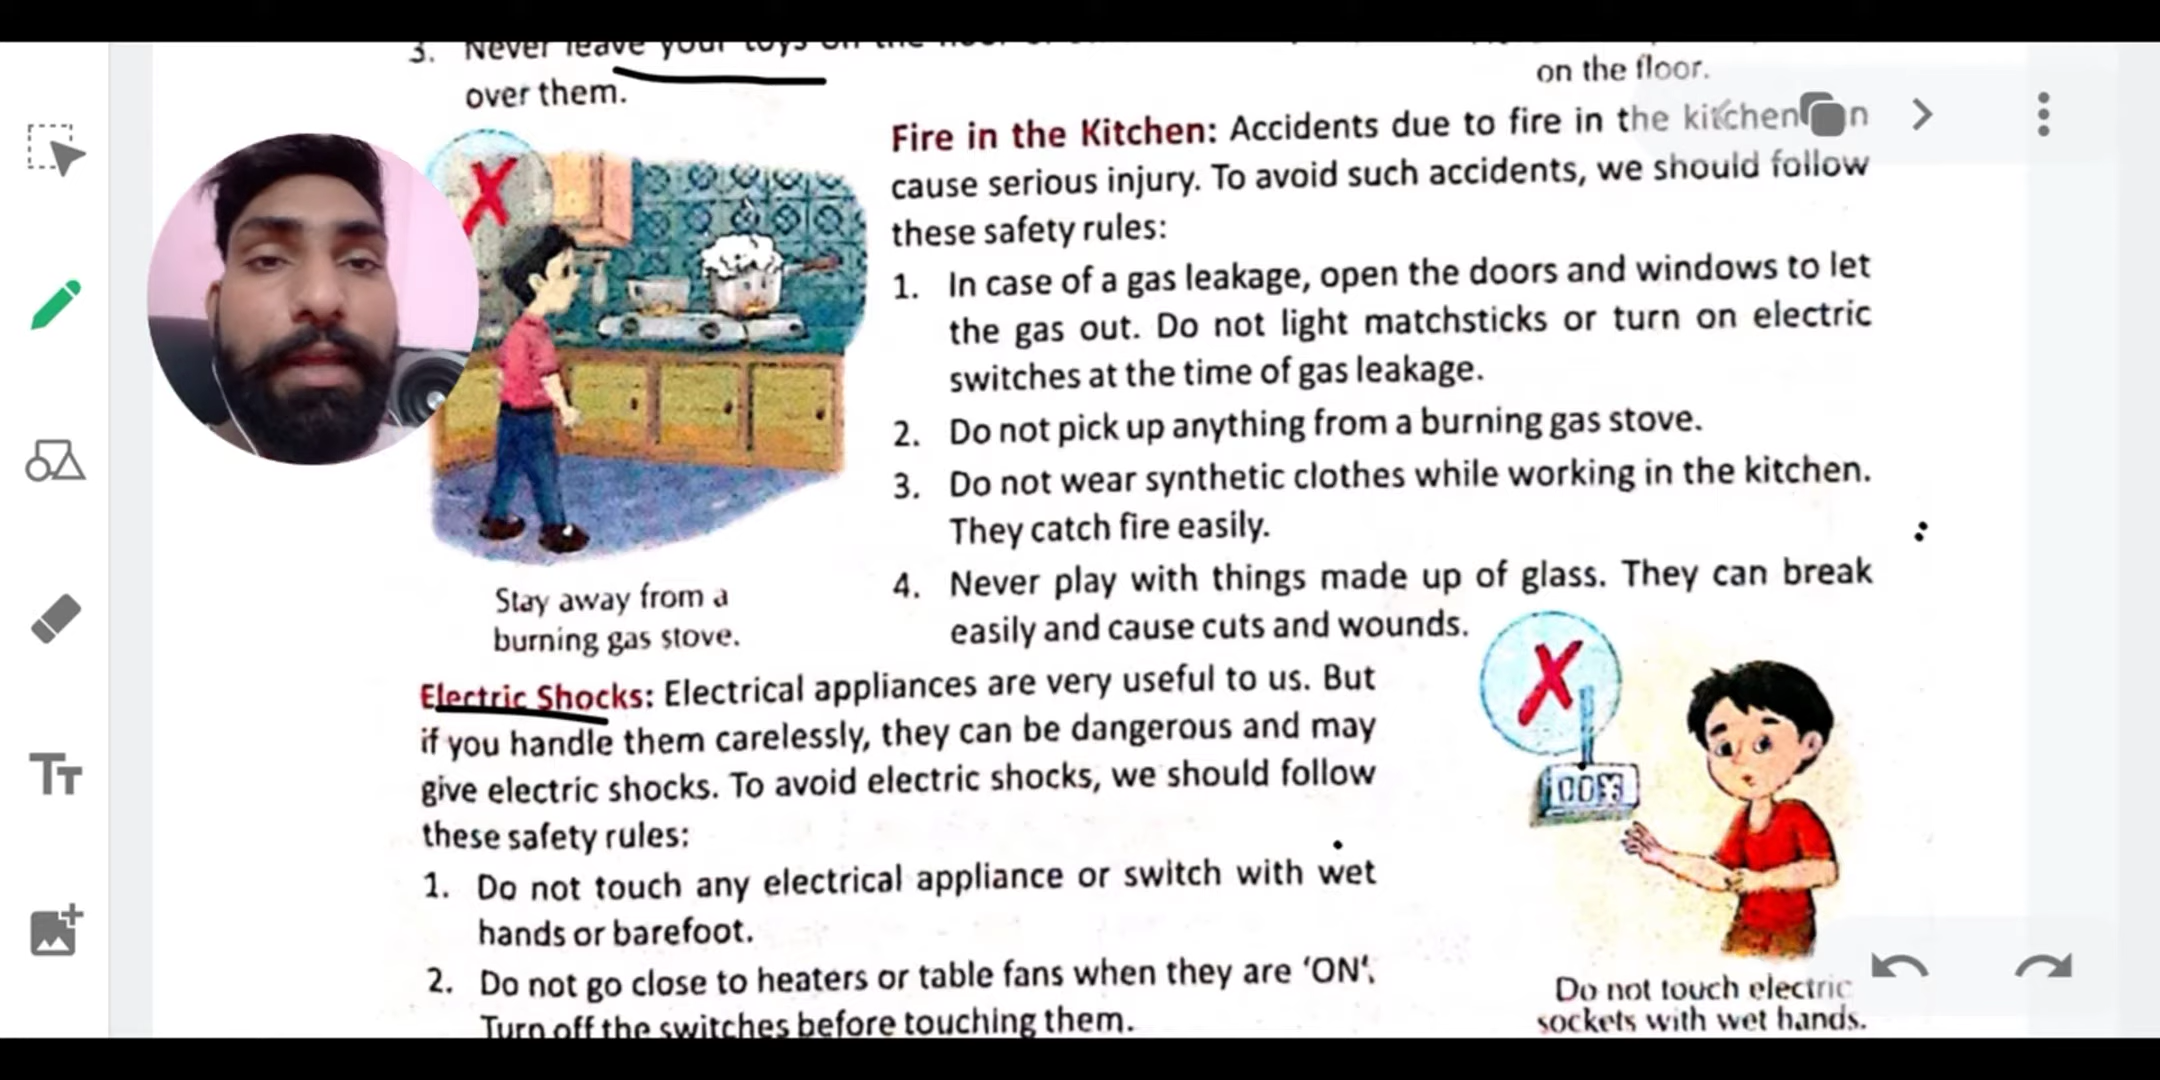 3. Never leave your toys on the floor
over them.
on the floor.
Fire in the Kitchen: Accidents due to fire in the kitchen
cause serious injury. To avoid such accidents, we should follow
these safety rules:
1. In case of a gas leakage, open the doors and windows to let
the gas out. Do not light matchsticks or turn on electric
switches at the time of gas leakage.
2. Do not pick up anything from a burning gas stove.
3. Do not wear synthetic clothes while working in the kitchen.
They catch fire easily.
4. Never play with things made up of glass. They can break
easily and cause cuts and wounds.
Stay away from a
burning gas stove.
Electric Shocks: Electrical appliances are very useful to us. But
if you handle them carelessly, they can be dangerous and may
give electric shocks. To avoid electric shocks, we should follow
these safety rules:
1. Do not touch any electrical appliance or switch with wet
hands or barefoot.
2. Do not go close to heaters or table fans when they are ‘ON‘.
Turn off the switches before touching them.
Do not touch electric
sockets with wet hands.
TT